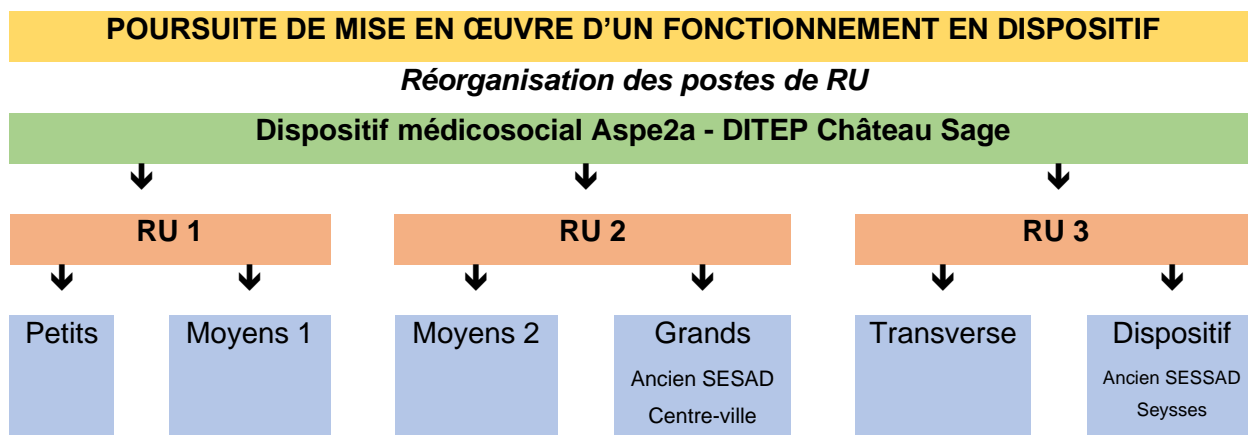 POURSUITE DE MISE EN ŒUVRE D’UN FONCTIONNEMENT EN DISPOSITIF
Réorganisation des postes de RU
Dispositif médicosocial Aspe2a - DITEP Château Sage
RU 1
RU 2
RU 3
Petits
Moyens 1
Moyens 2
Grands
Ancien SESAD
Centre-ville
Transverse
Dispositif
Ancien SESSAD
Seysses